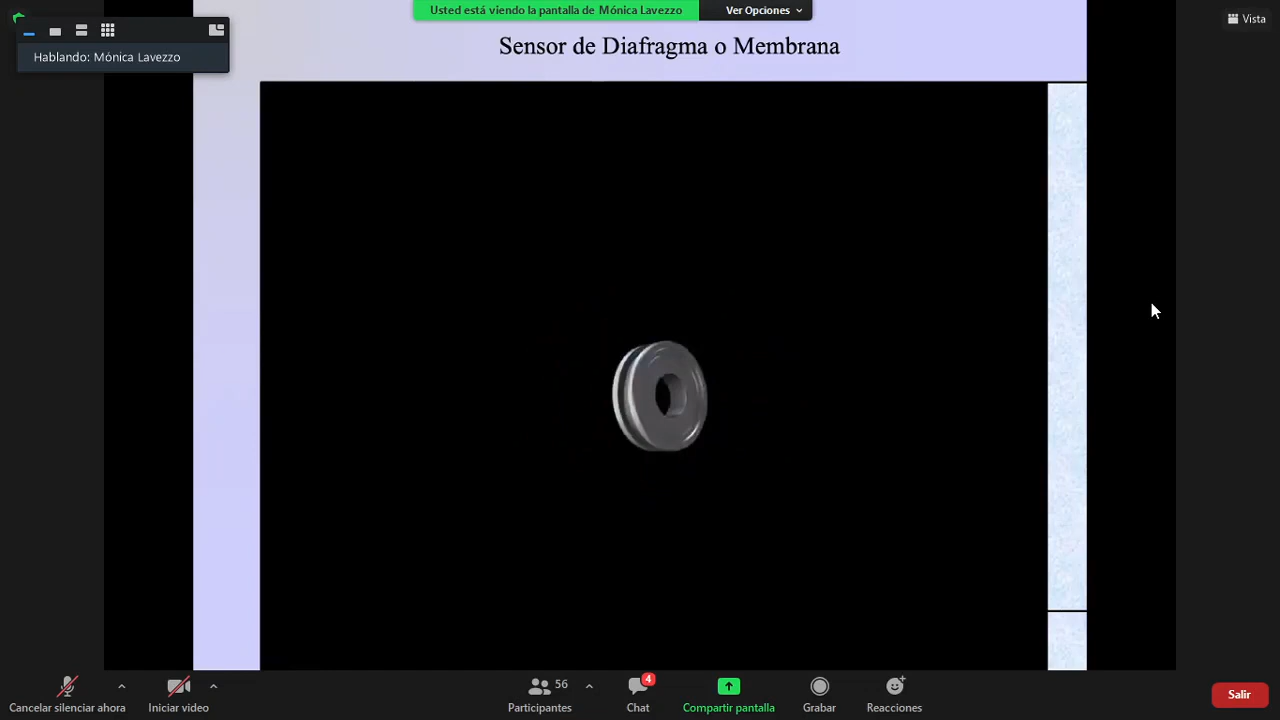 Usted está viendo la pantalla de Mónica Lavezzo
Ver Opciones
Vista
Hablando: Mónica Lavezzo
Sensor de Diafragma o Membrana
56
4
Cancelar silenciar ahora
Iniciar video
Participantes
Chat
Compartir pantalla
Grabar
Reacciones
Salir